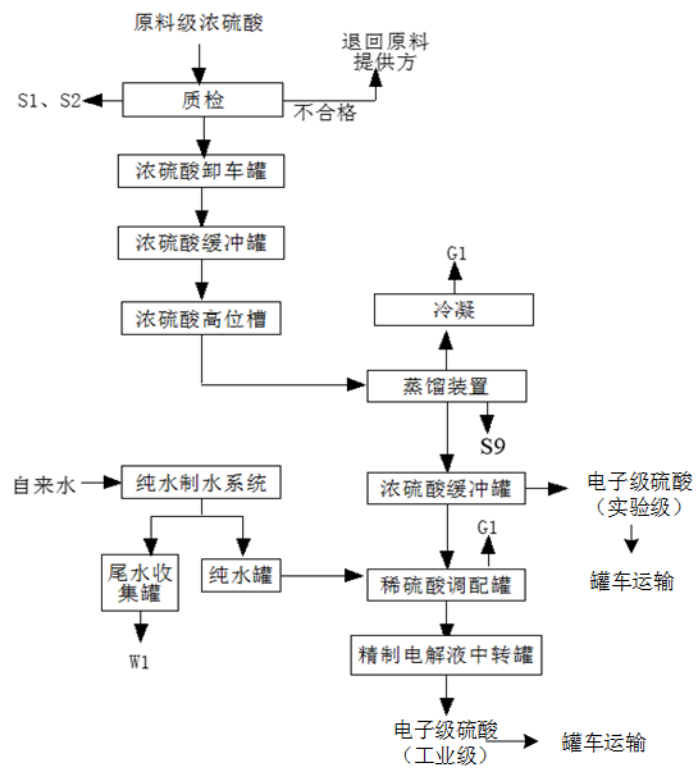 原料级浓硫酸
退回原料
提供方
S1、S2
质检
不合格
浓硫酸卸车罐
浓硫酸缓冲罐
G1
浓硫酸高位槽
冷凝
蒸馏装置
S9
自来水
纯水制水系统
浓硫酸缓冲罐
电子级硫酸
（实验级）
G1
尾水收
集罐
纯水罐
稀硫酸调配罐
罐车运输
W1
精制电解液中转罐
电子级硫酸
（工业级）
罐车运输